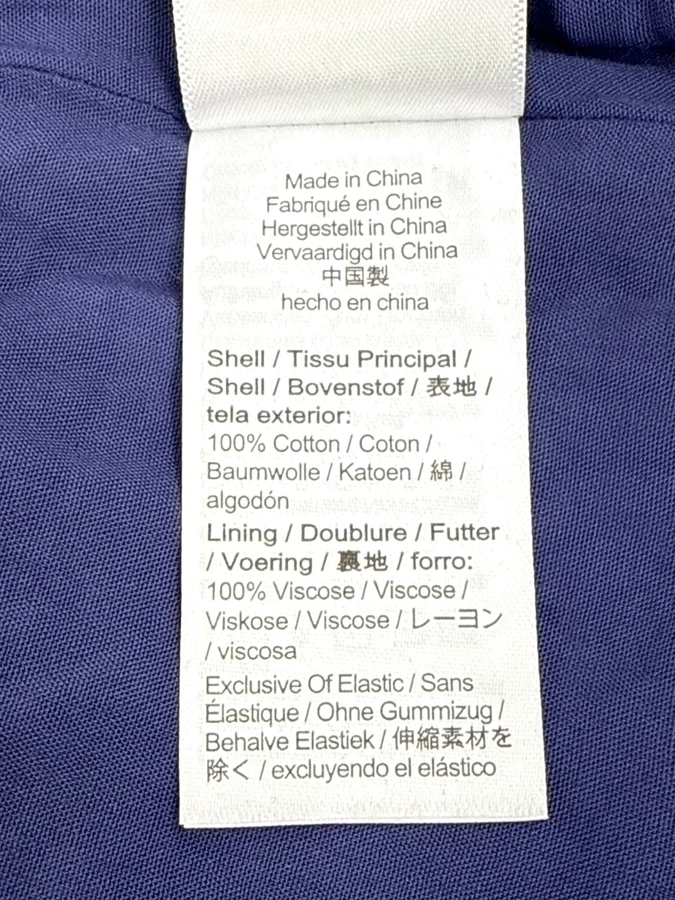 Made in China
Fabriqué en Chine
Hergestellt in China
Vervaardigd in China
中国製
hecho en china
Shell / Tissu Principal /
Shell / Bovenstof / 表地 /
tela exterior:
100% Cotton / Coton /
Baumwolle / Katoen / 綿 /
algodón
Lining / Doublure / Futter
/ Voering / 裏地 / forro:
100% Viscose / Viscose /
Viskose / Viscose / レーヨン
/ viscosa
Exclusive Of Elastic / Sans
Élastique / Ohne Gummizug /
Behalve Elastiek / 伸縮素材を
除く / excluyendo el elástico